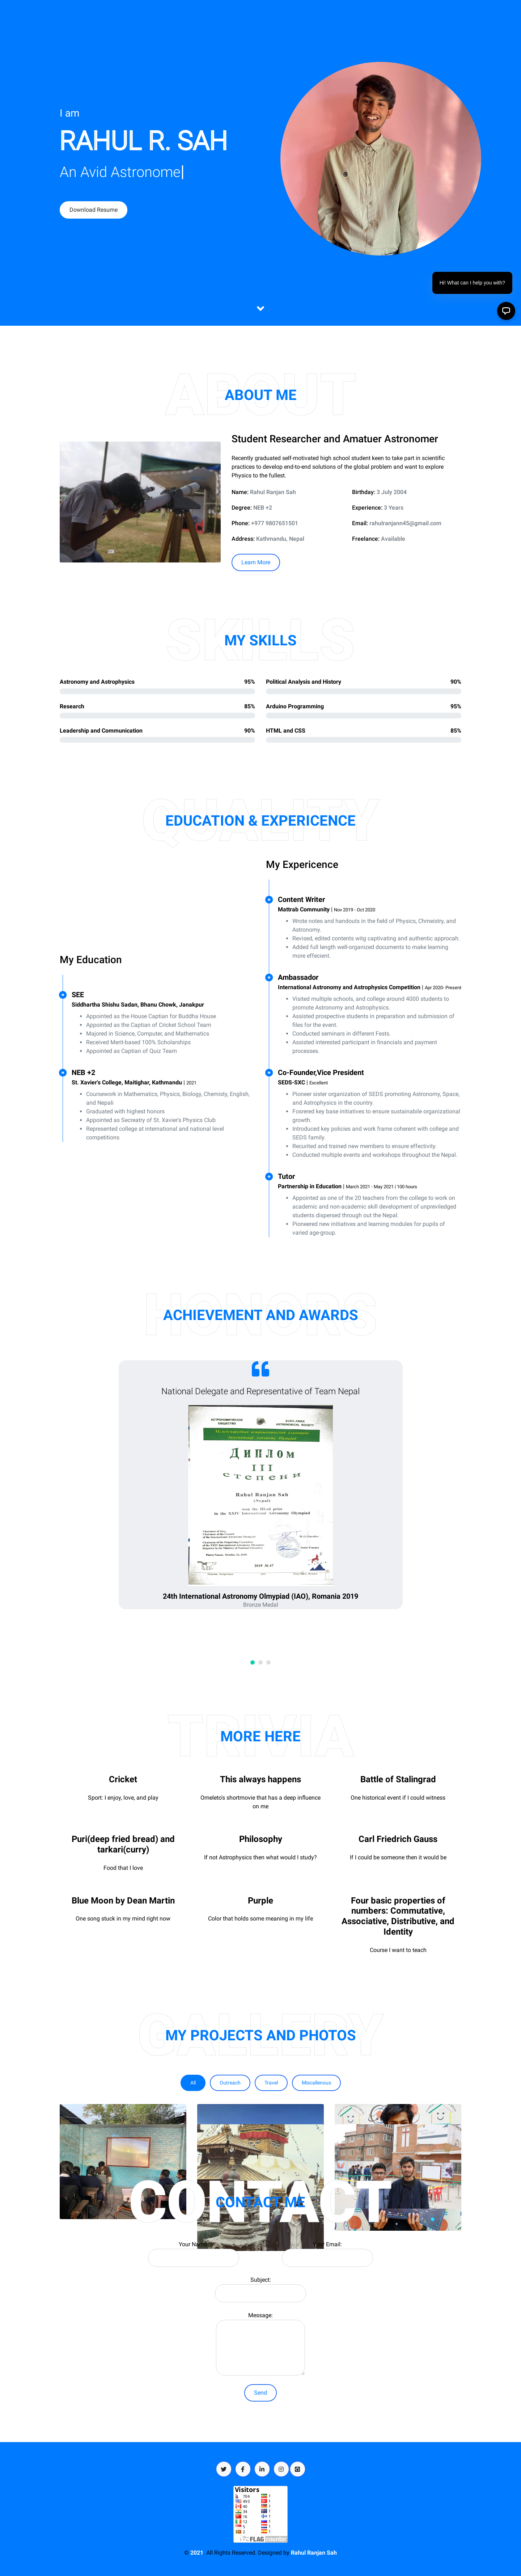 I am
RAHUL R. SAH
An Avid Astronome|
Download Resume
Hi! What can I help you with?
ABOUT
ABOUT ME
Student Researcher and Amatuer Astronomer
Recently graduated self-motivated high school student keen to take part in scientific
practices to develop end-to-end solutions of the global problem and want to explore
Physics to the fullest.
Name: Rahul Ranjan Sah
Birthday: 3 July 2004
Degree: NEB +2
Experience: 3 Years
Phone: +977 9807651501
Email: rahulranjann45@gmail.com
Address: Kathmandu, Nepal
Freelance: Available
Learn More
SKILLS
MY SKILLS
Astronomy and Astrophysics 95%
Political Analysis and History 90%
Research 85%
Arduino Programming 95%
Leadership and Communication 90%
HTML and CSS 85%
QUALITY
EDUCATION & EXPERICENCE
My Education
SEE
Siddhartha Shishu Sadan, Bhanu Chowk, Janakpur
Appointed as the House Captian for Buddha House
Appointed as the Captian of Cricket School Team
Majored in Science, Computer, and Mathematics
Received Merit-based 100% Scholarships
Appointed as Captian of Quiz Team
NEB +2
St. Xavier's College, Maitighar, Kathmandu | 2021
Coursework in Mathematics, Physics, Biology, Chemisty, English,
and Nepali
Graduated with highest honors
Appointed as Secreatry of St. Xavier's Physics Club
Represented college at international and national level
competitions
My Expericence
Content Writer
Mattrab Community | Nov 2019 - Oct 2020
Wrote notes and handouts in the field of Physics, Chmeistry, and
Astronomy.
Revised, edited contents witg captivating and authentic approcah.
Added full length well-organized documents to make learning
more effecient.
Ambassador
International Astronomy and Astrophysics Competition | Apr 2020- Present
Visited multiple schools, and college around 4000 students to
promote Astronomy and Astrophysics.
Assisted prospective students in preparation and submission of
files for the event.
Conducted seminars in different Fests.
Assisted interested participant in financials and payment
processes.
Co-Founder,Vice President
SEDS-SXC | Excellent
Pioneer sister organization of SEDS promoting Astronomy, Space,
and Astrophysics in the country.
Fosrered key base initiatives to ensure sustainable organizational
growth.
Introduced key policies and work frame coherent with college and
SEDS family.
Recurited and trained new members to ensure effectivity.
Conducted multiple events and workshops throughout the Nepal.
Tutor
Partnership in Education | March 2021 - May 2021 | 100 hours
Appointed as one of the 20 teachers from the college to work on
academic and non-academic skill development of unpreviledged
students dispersed through out the Nepal.
Pioneered new initiatives and learning modules for pupils of
varied age-group.
HONORS
ACHIEVEMENT AND AWARDS
National Delegate and Representative of Team Nepal
ДИПЛОМ
III
СТЕПЕНИ
Rahul Ranjan Sah
(Nepal)
24th International Astronomy Olmypiad (IAO), Romania 2019
Bronze Medal
TRIVIA
MORE HERE
Cricket
Sport: I enjoy, love, and play
This always happens
Omeleto's shortmovie that has a deep influence
on me
Battle of Stalingrad
One historical event if I could witness
Puri(deep fried bread) and
tarkari(curry)
Food that I love
Philosophy
If not Astrophysics then what would I study?
Carl Friedrich Gauss
If I could be someone then it would be
Blue Moon by Dean Martin
One song stuck in my mind right now
Purple
Color that holds some meaning in my life
Four basic properties of
numbers: Commutative,
Associative, Distributive, and
Identity
Course I want to teach
GALLERY
MY PROJECTS AND PHOTOS
All
Outreach
Travel
Miscellenous
CONTACT
CONTACT ME
Your Email:
Subject:
Message:
Send
Visitors
FLAG counter
© 2021. All Rights Reserved. Designed by Rahul Ranjan Sah